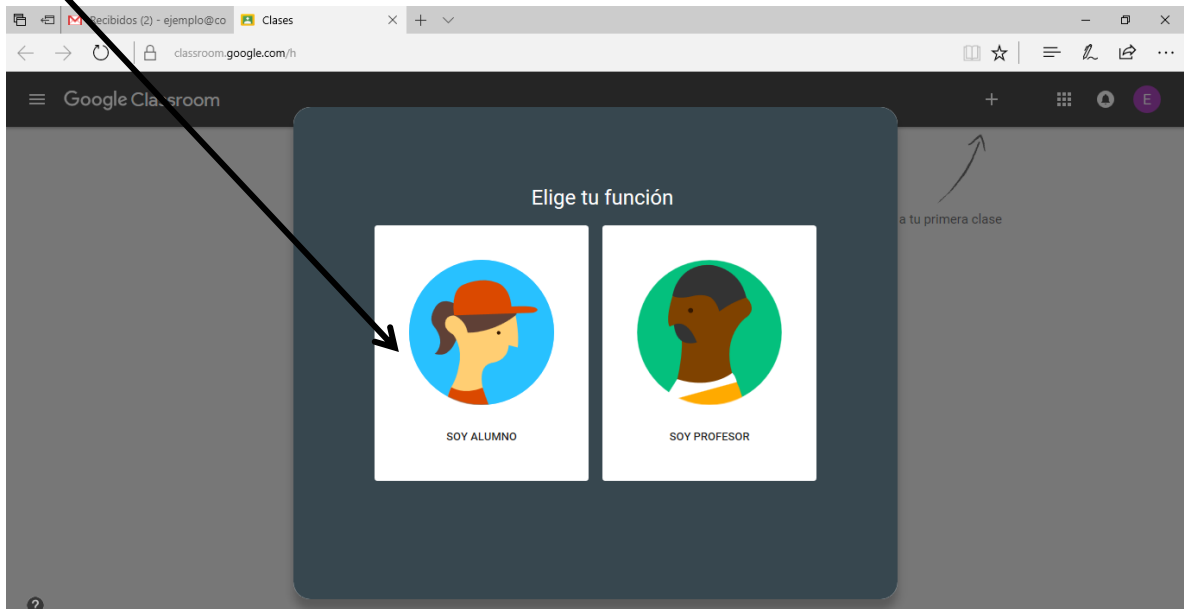 Recibidos (2) - ejemplo@co
Clases
classroom.google.com/h
Google Classroom
E
Elige tu función
a tu primera clase
SOY ALUMNO
SOY PROFESOR